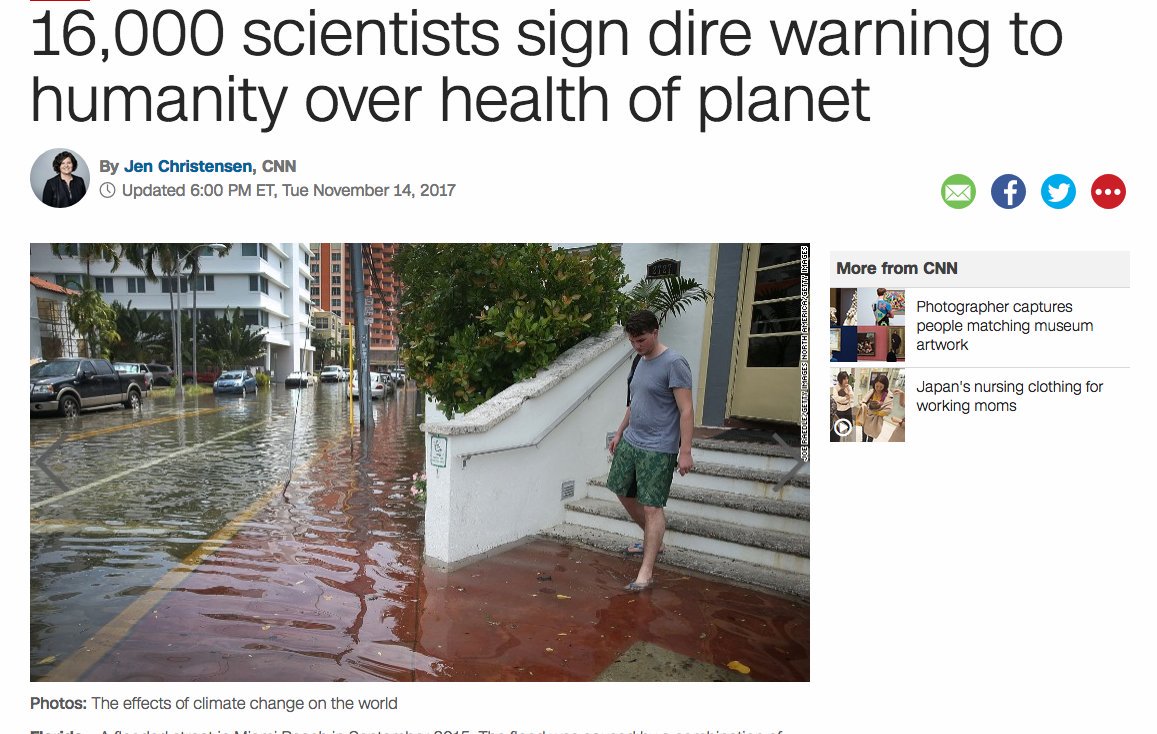 16,000 scientists sign dire warning to
humanity over health of planet
By Jen Christensen, CNN
Updated 6:00 PM ET, Tue November 14, 2017
JOE RAEDLE/GETTY IMAGES NORTH AMERICA/GETTY IMAGES
More from CNN
Photographer captures
people matching museum
artwork
Japan's nursing clothing for
working moms
Photos: The effects of climate change on the world